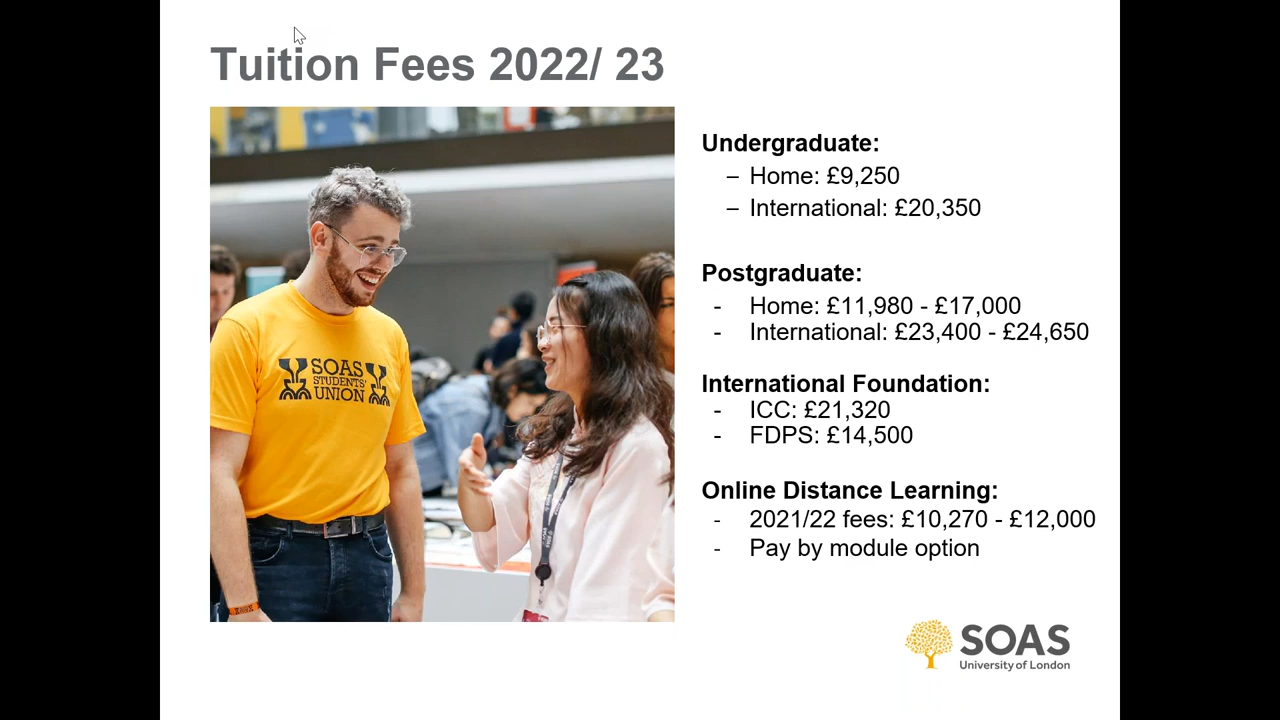 Tuition Fees 2022/ 23
Undergraduate:
– Home: £9,250
– International: £20,350
Postgraduate:
- Home: £11,980 - £17,000
- International: £23,400 - £24,650
International Foundation:
- ICC: £21,320
- FDPS: £14,500
Online Distance Learning:
- 2021/22 fees: £10,270 - £12,000
- Pay by module option
SOAS
STUDENTS'
UNION
SOAS
SOAS
University of London